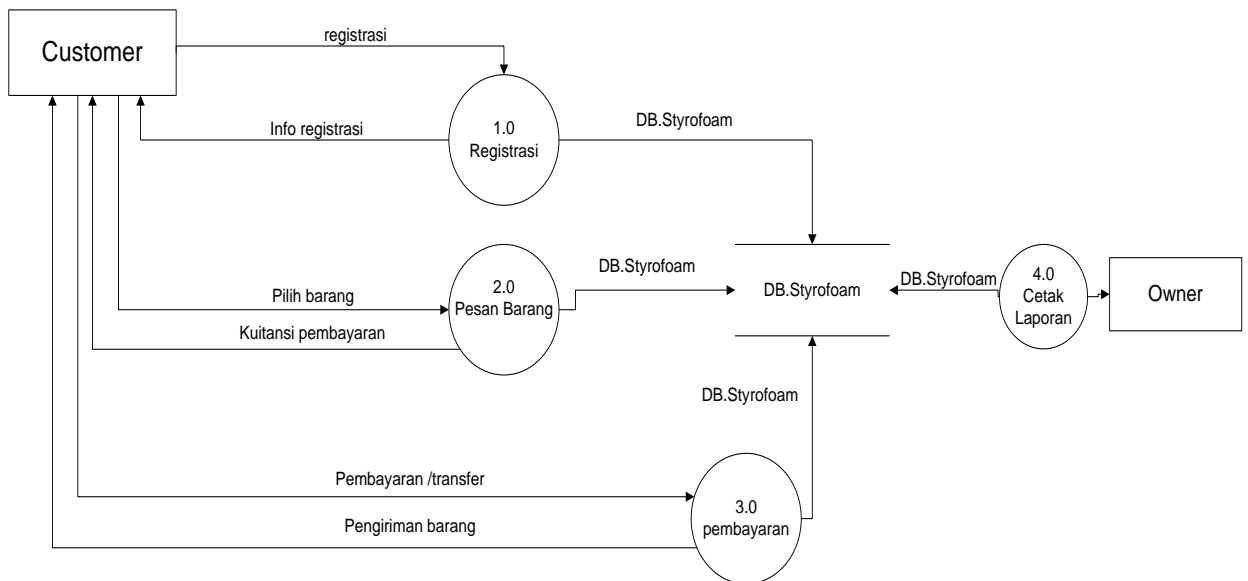 registrasi
Customer
Info registrasi
1.0
Registrasi
DB.Styrofoam
DB.Styrofoam
2.0
Pesan Barang
Pilih barang
Kuitansi pembayaran
DB.Styrofoam
DB.Styrofoam
4.0
Cetak
Laporan
Owner
DB.Styrofoam
Pembayaran /transfer
Pengiriman barang
3.0
pembayaran